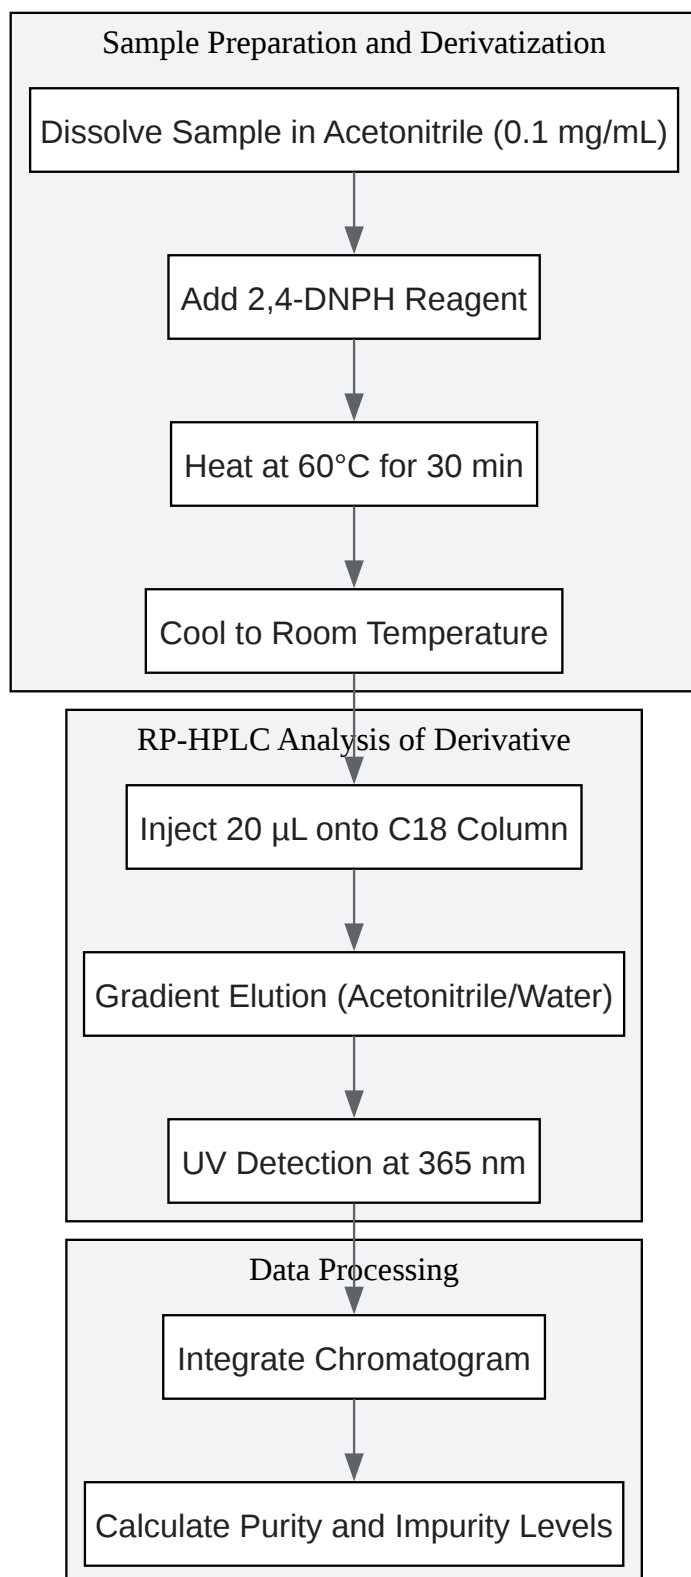 Sample Preparation and Derivatization
Dissolve Sample in Acetonitrile (0.1 mg/mL)
Add 2,4-DNPH Reagent
Heat at 60°C for 30 min
Cool to Room Temperature
RP-HPLC Analysis of Derivative
Inject 20 µL onto C18 Column
Gradient Elution (Acetonitrile/Water)
UV Detection at 365 nm
Data Processing
Integrate Chromatogram
Calculate Purity and Impurity Levels